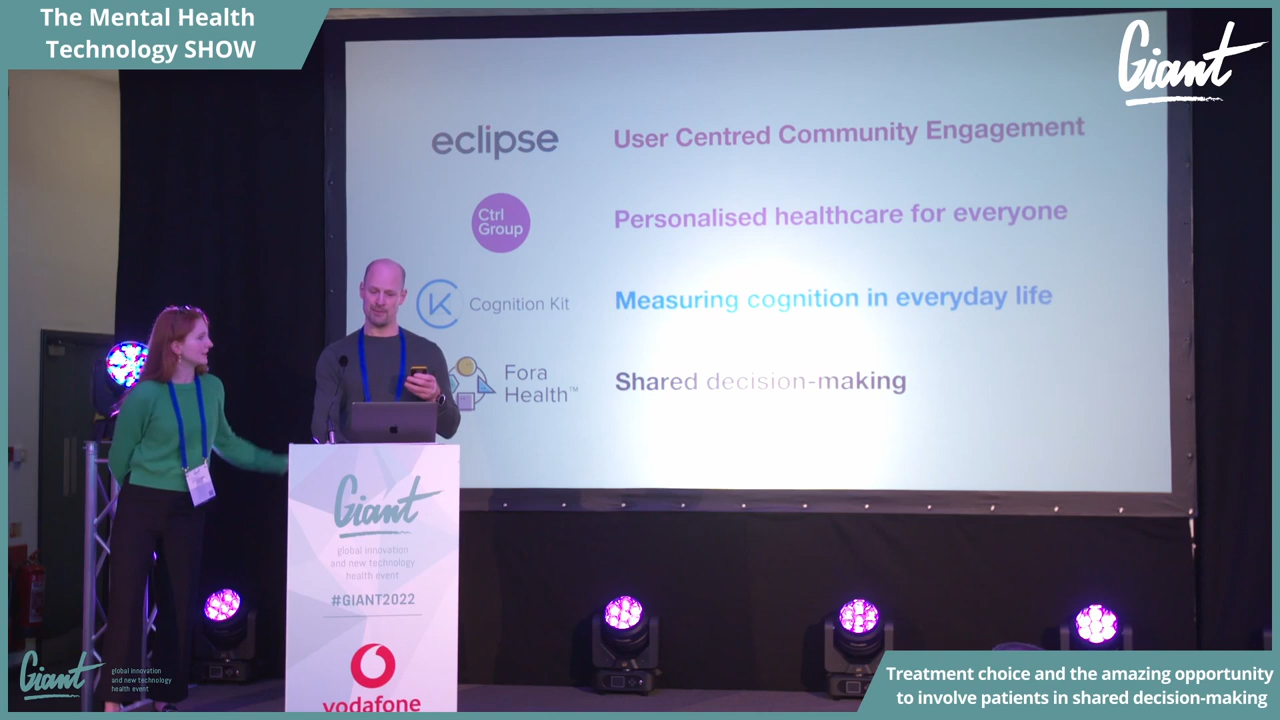 The Mental Health
Technology SHOW
Giant
eclipse
User Centred Community Engagement
Ctrl
Group
Personalised healthcare for everyone
Cognition Kit
Measuring cognition in everyday life
Fora
Health™
Shared decision-making
Giant
global innovation
and new technology
health event
#GIANT2022
vodafone
Giant
global innovation
and new technology
health event
Treatment choice and the amazing opportunity
to involve patients in shared decision-making